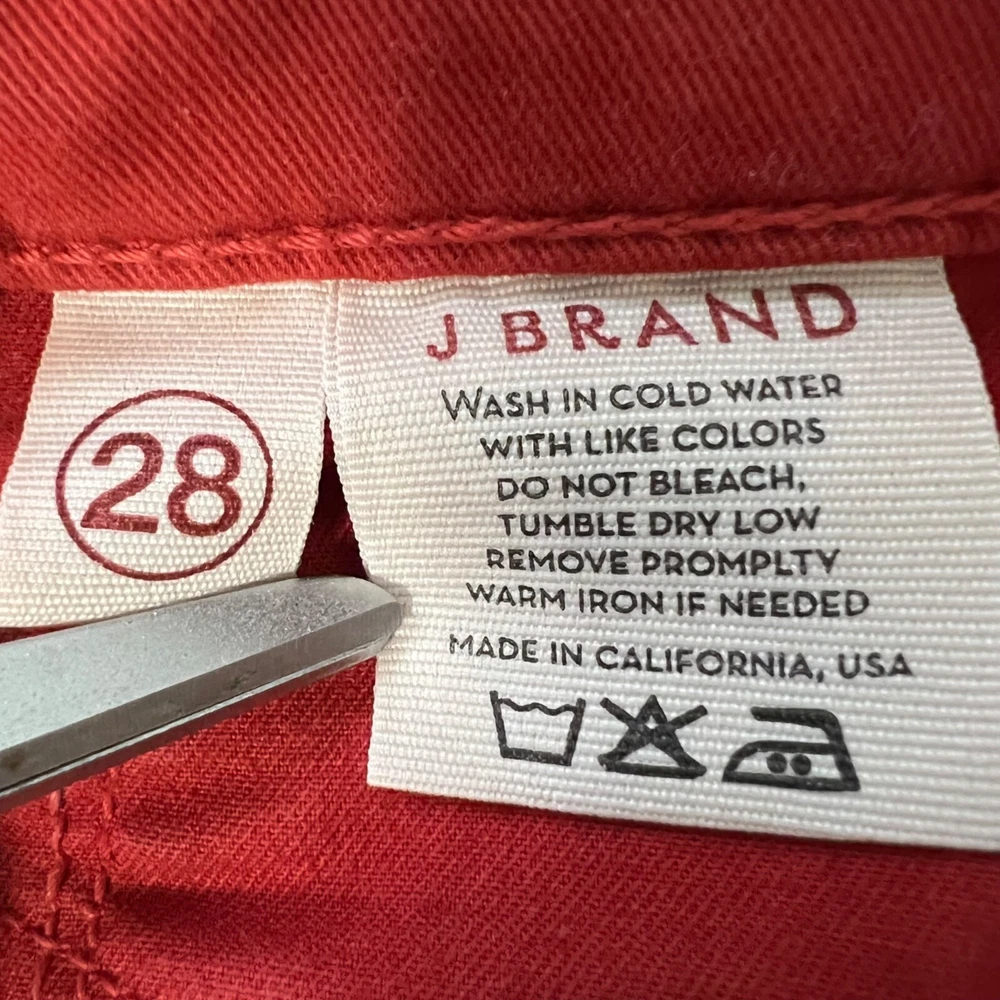 28
J BRAND
WASH IN COLD WATER
WITH LIKE COLORS
DO NOT BLEACH,
TUMBLE DRY LOW
REMOVE PROMPLTY
WARM IRON IF NEEDED
MADE IN CALIFORNIA, USA